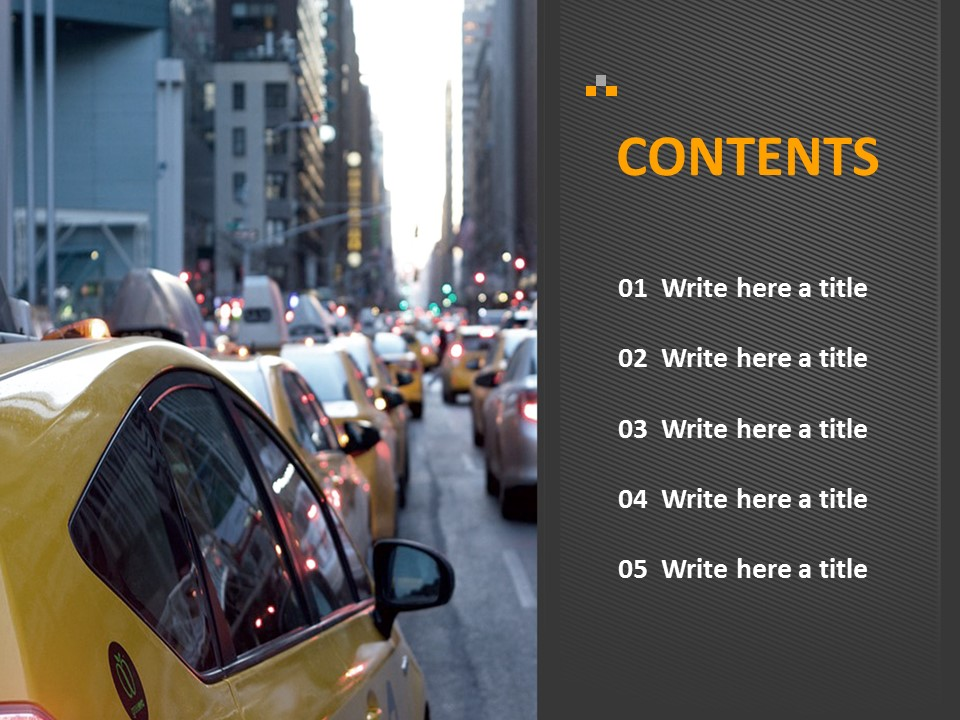 CONTENTS
01 Write here a title
02 Write here a title
03 Write here a title
04 Write here a title
05 Write here a title